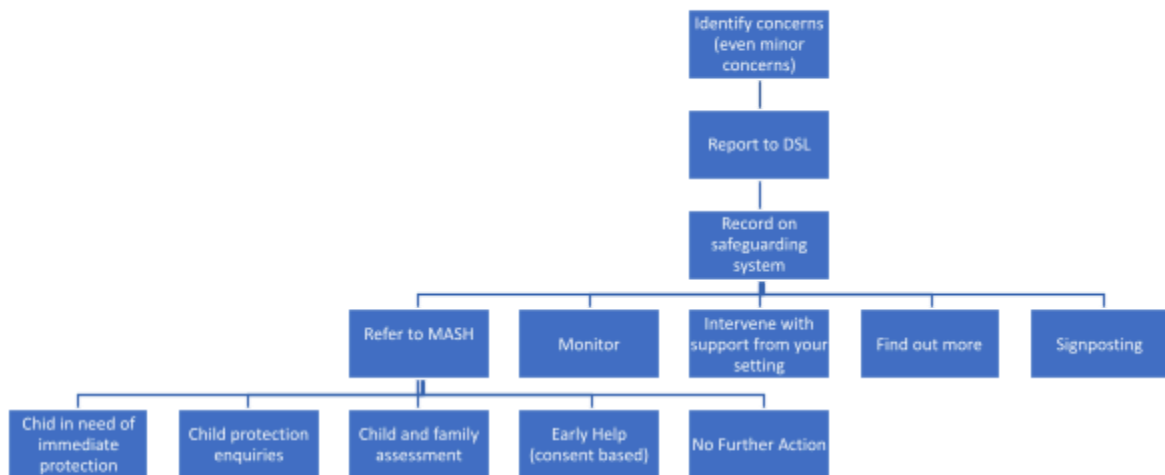 Identify concerns
(even minor
concerns)
Report to DSL
Record on
safeguarding
system
Refer to MASH
Monitor
Intervene with
support from your
setting
Find out more
Signposting
Chid in need of
immediate
protection
Child protection
enquiries
Child and family
assessment
Early Help
(consent based)
No Further Action